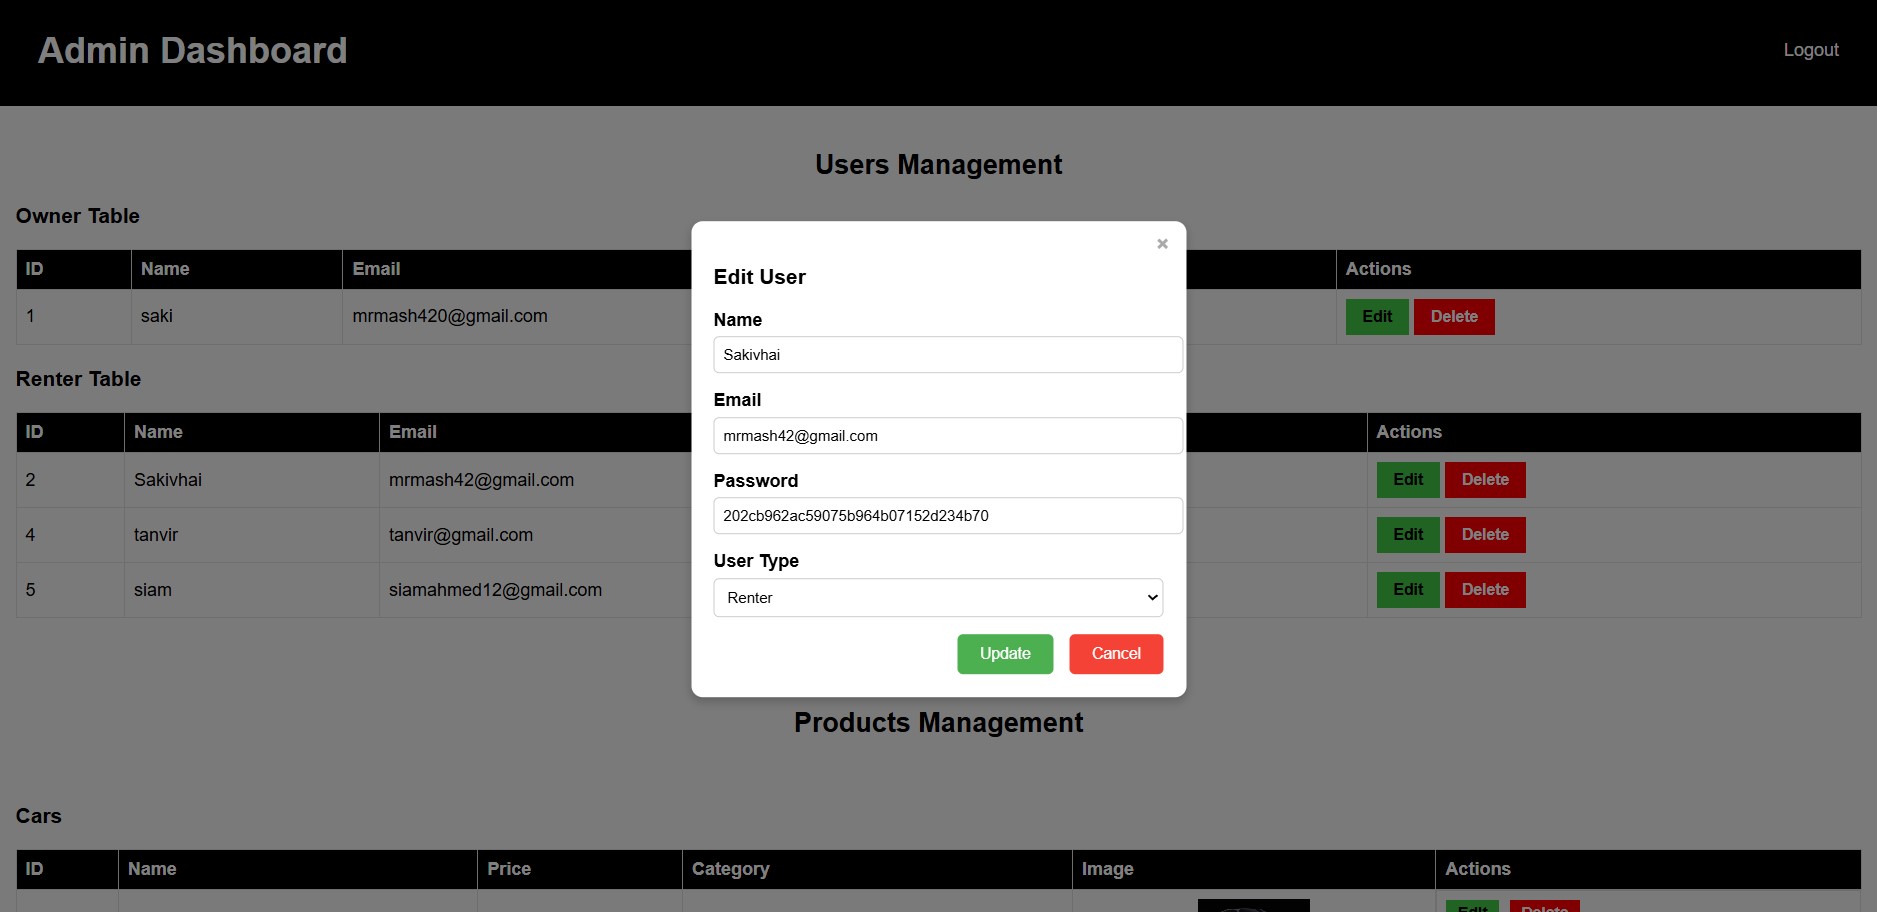 Admin Dashboard
Logout
Users Management
Owner Table
ID Name Email Actions
1 saki mrmash420@gmail.com Edit Delete
Renter Table
ID Name Email Actions
2 Sakivhai mrmash42@gmail.com Edit Delete
4 tanvir tanvir@gmail.com Edit Delete
5 siam siamahmed12@gmail.com Edit Delete
×
Edit User
Name
Sakivhai
Email
mrmash42@gmail.com
Password
202cb962ac59075b964b07152d234b70
User Type
Renter
Update Cancel
Products Management
Cars
ID Name Price Category Image Actions
Edit Delete